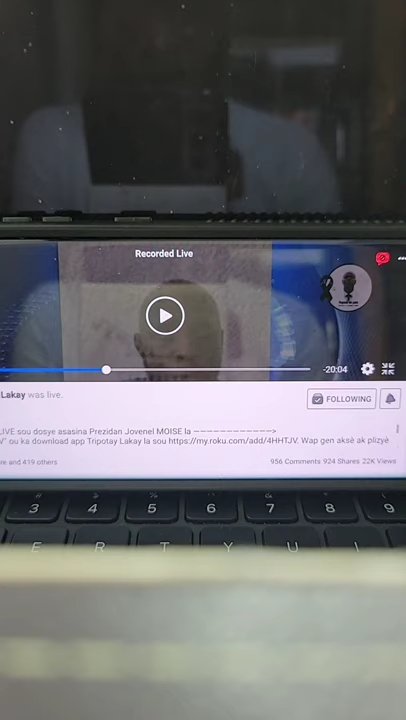 Recorded Live
-20:04
Lakay was live.
FOLLOWING
LIVE sou dosye asasina Prezidan Jovenel MOISE la ——————————>
V" ou ka download app Tripotay Lakay la sou https://my.roku.com/add/4HHTJV. Wap gen aksè ak plizyè
re and 419 others
956 Comments 924 Shares 22K Views
3 4 5 6 7 8 9
E R T Y U I